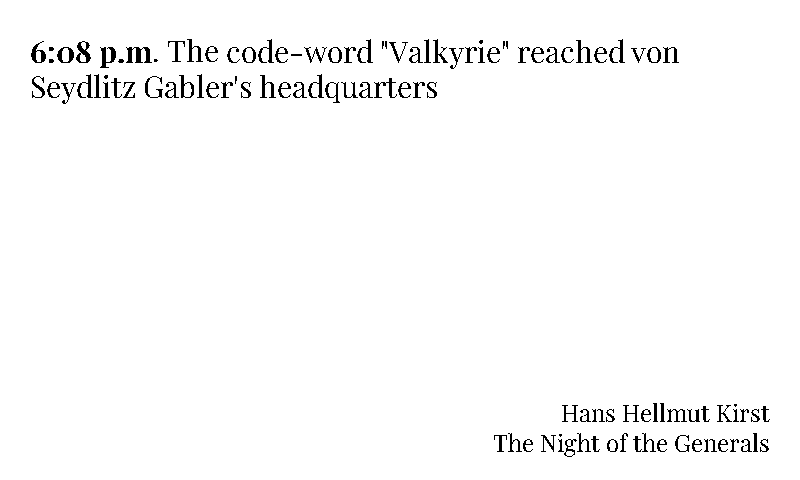 6:08 p.m. The code-word "Valkyrie" reached von
Seydlitz Gabler's headquarters
Hans Hellmut Kirst
The Night of the Generals